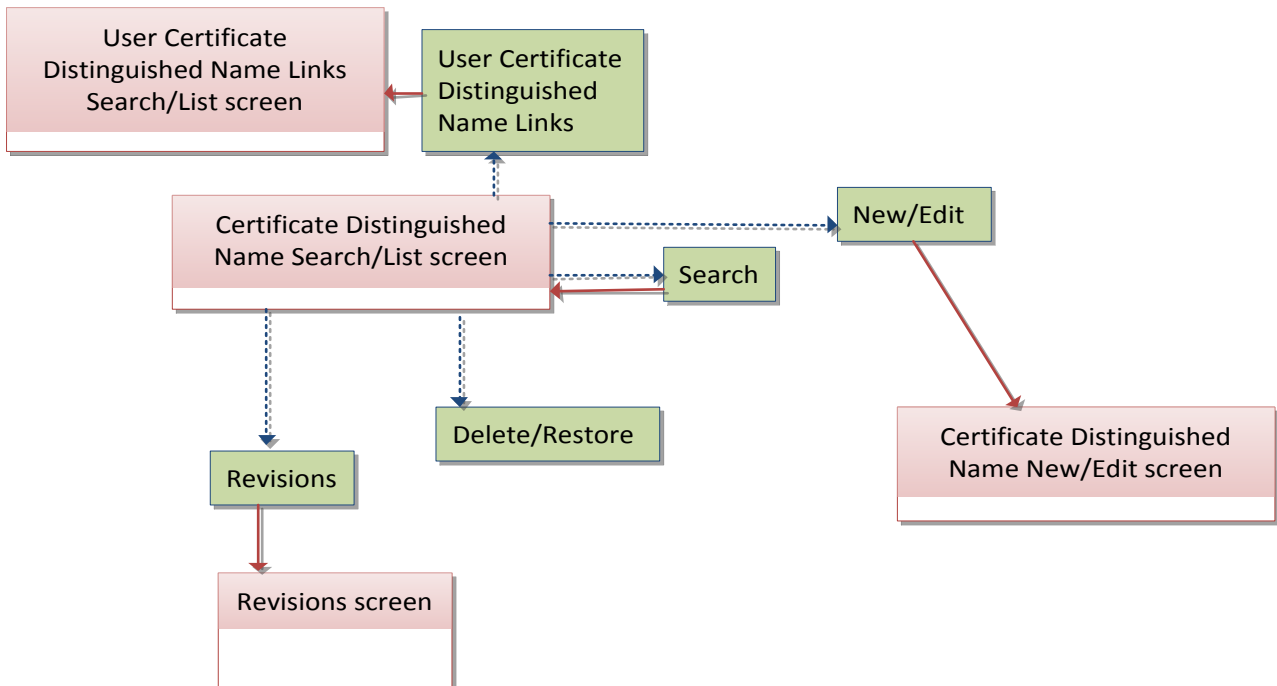 User Certificate
Distinguished Name Links
Search/List screen
User Certificate
Distinguished
Name Links
Certificate Distinguished
Name Search/List screen
New/Edit
Search
Delete/Restore
Certificate Distinguished
Name New/Edit screen
Revisions
Revisions screen